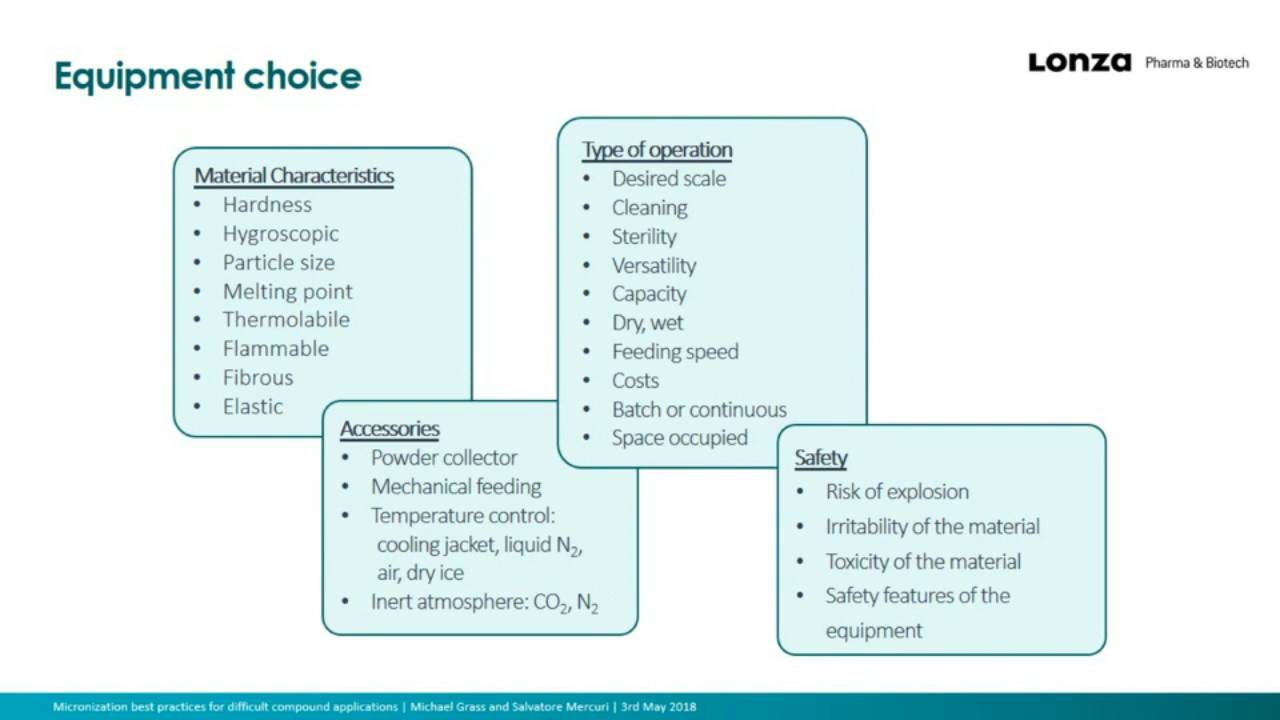 Equipment choice
Lonza Pharma & Biotech
Material Characteristics
• Hardness
• Hygroscopic
• Particle size
• Melting point
• Thermolabile
• Flammable
• Fibrous
• Elastic
Type of operation
• Desired scale
• Cleaning
• Sterility
• Versatility
• Capacity
• Dry, wet
• Feeding speed
• Costs
• Batch or continuous
• Space occupied
Accessories
• Powder collector
• Mechanical feeding
• Temperature control:
cooling jacket, liquid N₂,
air, dry ice
• Inert atmosphere: CO₂, N₂
Safety
• Risk of explosion
• Irritability of the material
• Toxicity of the material
• Safety features of the
equipment
Micronization best practices for difficult compound applications | Michael Grass and Salvatore Mercuri | 3rd May 2018